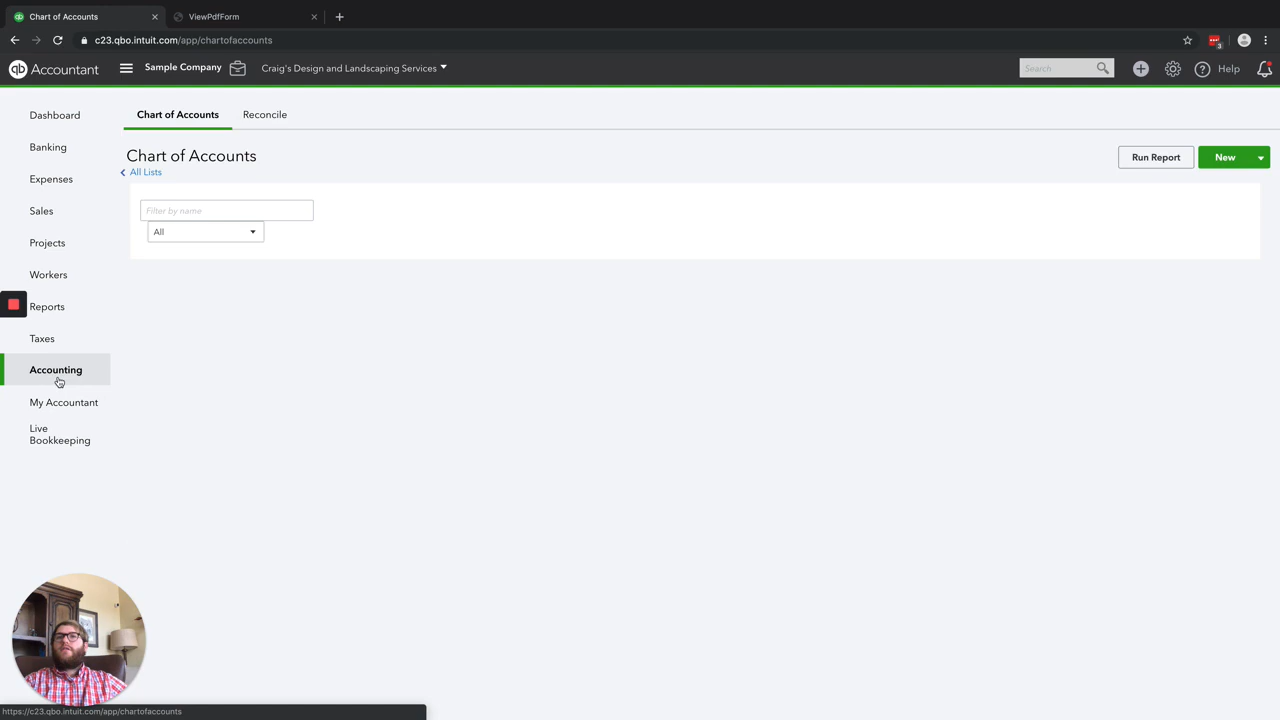 Chart of Accounts
ViewPdfForm
c23.qbo.intuit.com/app/chartofaccounts
3
qb Accountant
Sample Company
Craig's Design and Landscaping Services
Search
Help
Dashboard
Banking
Expenses
Sales
Projects
Workers
Reports
Taxes
Accounting
My Accountant
Live
Bookkeeping
Chart of Accounts
Reconcile
Chart of Accounts
All Lists
Run Report
New
Filter by name
All
https://c23.qbo.intuit.com/app/chartofaccounts